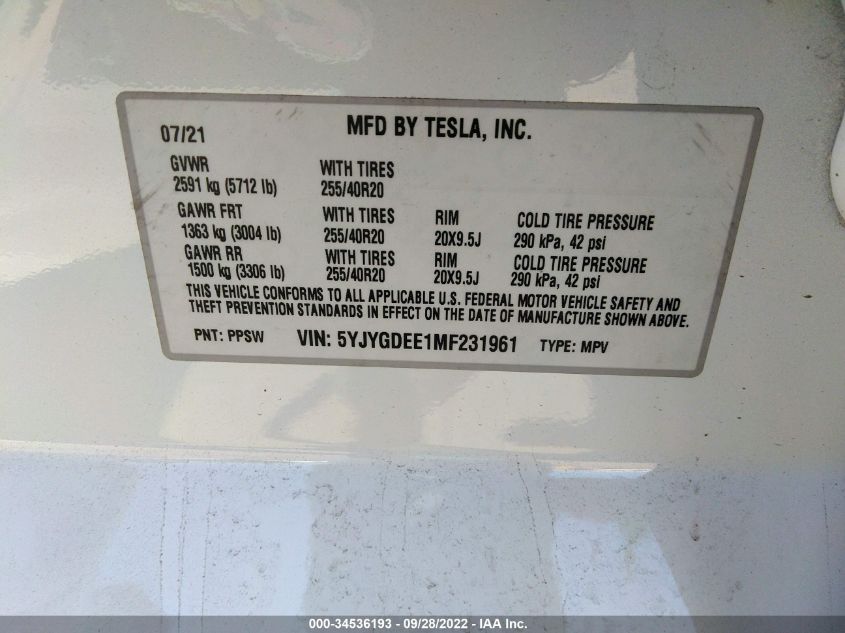 07/21 MFD BY TESLA, INC.
GVWR WITH TIRES
2591 kg (5712 lb) 255/40R20
GAWR FRT WITH TIRES RIM COLD TIRE PRESSURE
1363 kg (3004 lb) 255/40R20 20X9.5J 290 kPa, 42 psi
GAWR RR WITH TIRES RIM COLD TIRE PRESSURE
1500 kg (3306 lb) 255/40R20 20X9.5J 290 kPa, 42 psi
THIS VEHICLE CONFORMS TO ALL APPLICABLE U.S. FEDERAL MOTOR VEHICLE SAFETY AND
THEFT PREVENTION STANDARDS IN EFFECT ON THE DATE OF MANUFACTURE SHOWN ABOVE.
PNT: PPSW VIN: 5YJYGDEE1MF231961 TYPE: MPV
000-34536193 - 09/28/2022 - IAA Inc.